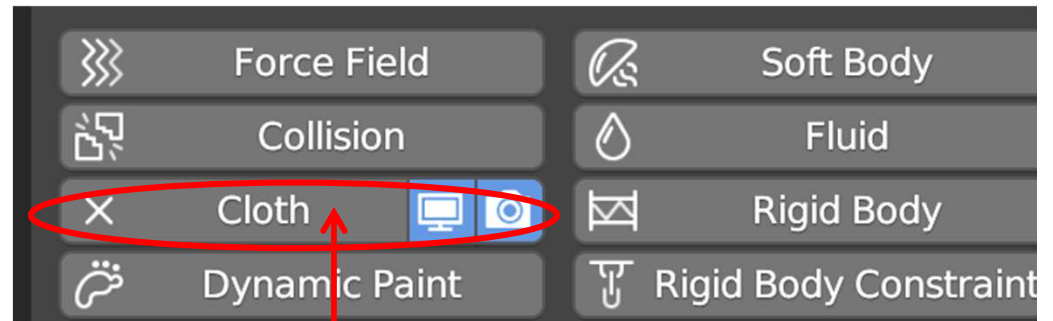 Force Field
Soft Body
Collision
Fluid
Cloth
Rigid Body
Dynamic Paint
Rigid Body Constraint